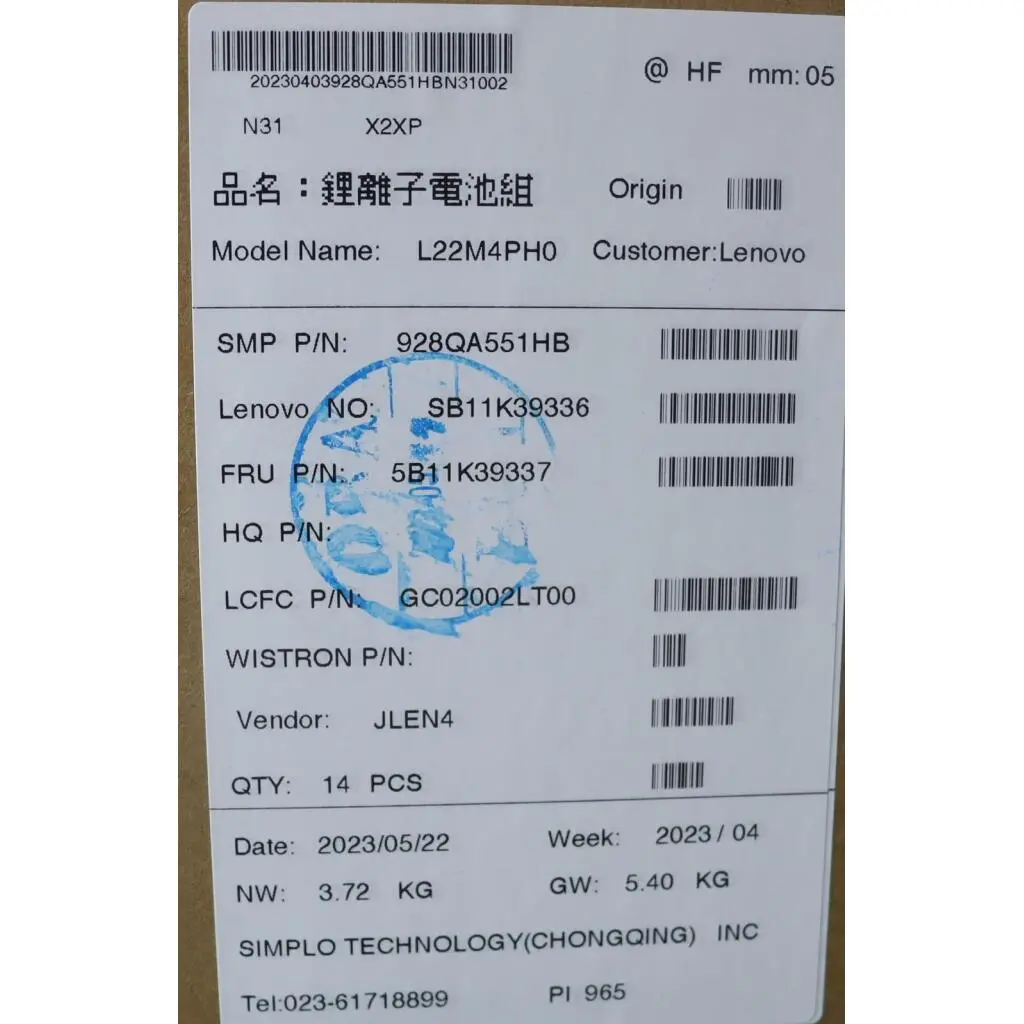 20230403928QA551HBN31002
@ HF mm: 05
N31 X2XP
品名：鋰離子電池組 Origin
Model Name: L22M4PH0 Customer:Lenovo
SMP P/N: 928QA551HB
Lenovo NO: SB11K39336
FRU P/N: 5B11K39337
HQ P/N:
LCFC P/N: GC02002LT00
WISTRON P/N:
Vendor: JLEN4
QTY: 14 PCS
Date: 2023/05/22 Week: 2023 / 04
NW: 3.72 KG GW: 5.40 KG
SIMPLO TECHNOLOGY(CHONGQING) INC
Tel:023-61718899 PI 965